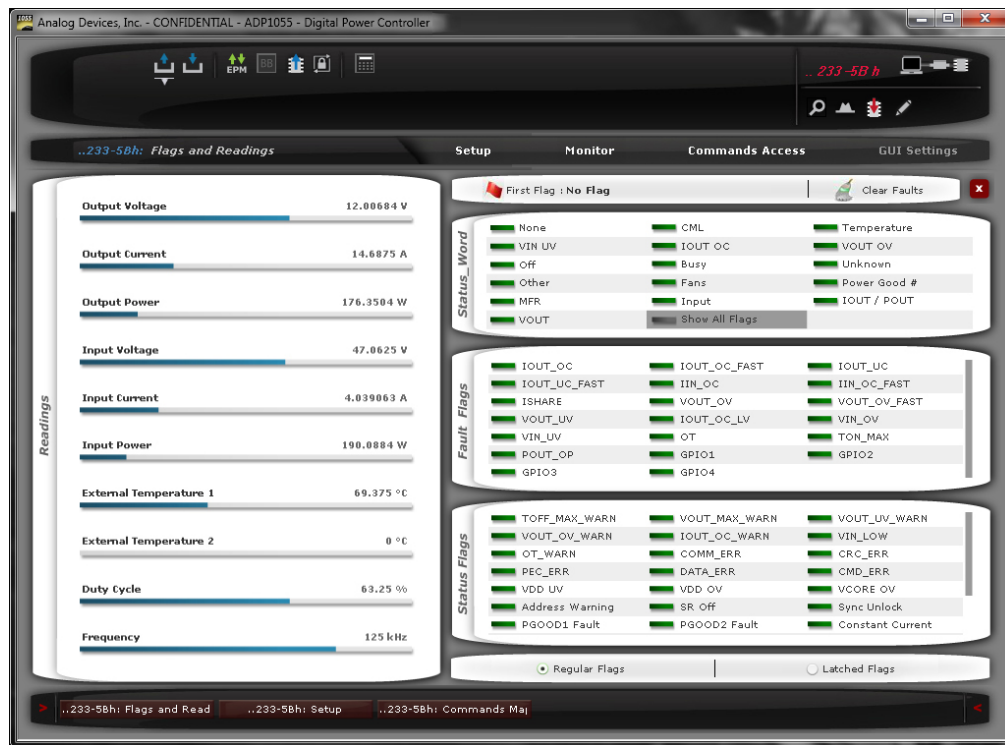 1055 Analog Devices, Inc. - CONFIDENTIAL - ADP1055 - Digital Power Controller
EPM
BB
.. 233-5B h
..233-5Bh: Flags and Readings
Setup
Monitor
Commands Access
GUI Settings
Readings
Output Voltage 12.00684 V
Output Current 14.6875 A
Output Power 176.3504 W
Input Voltage 47.0625 V
Input Current 4.039063 A
Input Power 190.0884 W
External Temperature 1 69.375 °C
External Temperature 2 0 °C
Duty Cycle 63.25 %
Frequency 125 kHz
First Flag : No Flag
Clear Faults
X
Status_Word
None CML Temperature
VIN UV IOUT OC VOUT OV
Off Busy Unknown
Other Fans Power Good #
MFR Input IOUT / POUT
VOUT Show All Flags
Fault Flags
IOUT_OC IOUT_OC_FAST IOUT_UC
IOUT_UC_FAST IIN_OC IIN_OC_FAST
ISHARE VOUT_OV VOUT_OV_FAST
VOUT_UV IOUT_OC_LV VIN_OV
VIN_UV OT TON_MAX
POUT_OP GPIO1 GPIO2
GPIO3 GPIO4
Status Flags
TOFF_MAX_WARN VOUT_MAX_WARN VOUT_UV_WARN
VOUT_OV_WARN IOUT_OC_WARN VIN_LOW
OT_WARN COMM_ERR CRC_ERR
PEC_ERR DATA_ERR CMD_ERR
VDD UV VDD OV VCORE OV
Address Warning SR Off Sync Unlock
PGOOD1 Fault PGOOD2 Fault Constant Current
Regular Flags
Latched Flags
>
..233-5Bh: Flags and Read
..233-5Bh: Setup
..233-5Bh: Commands Maj
<